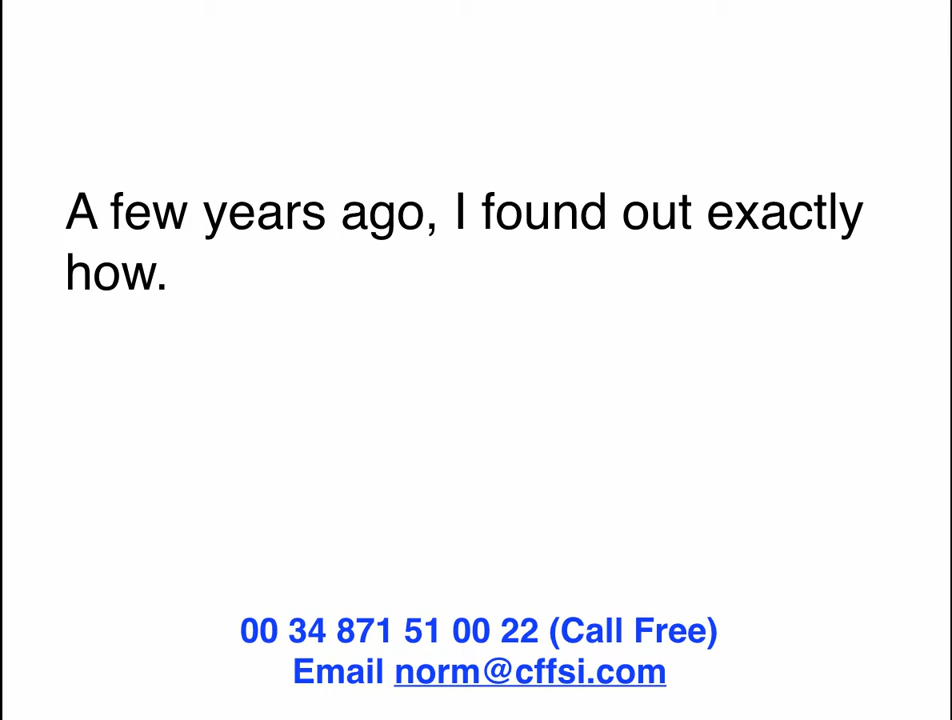 A few years ago, I found out exactly
how.
00 34 871 51 00 22 (Call Free)
Email norm@cffsi.com